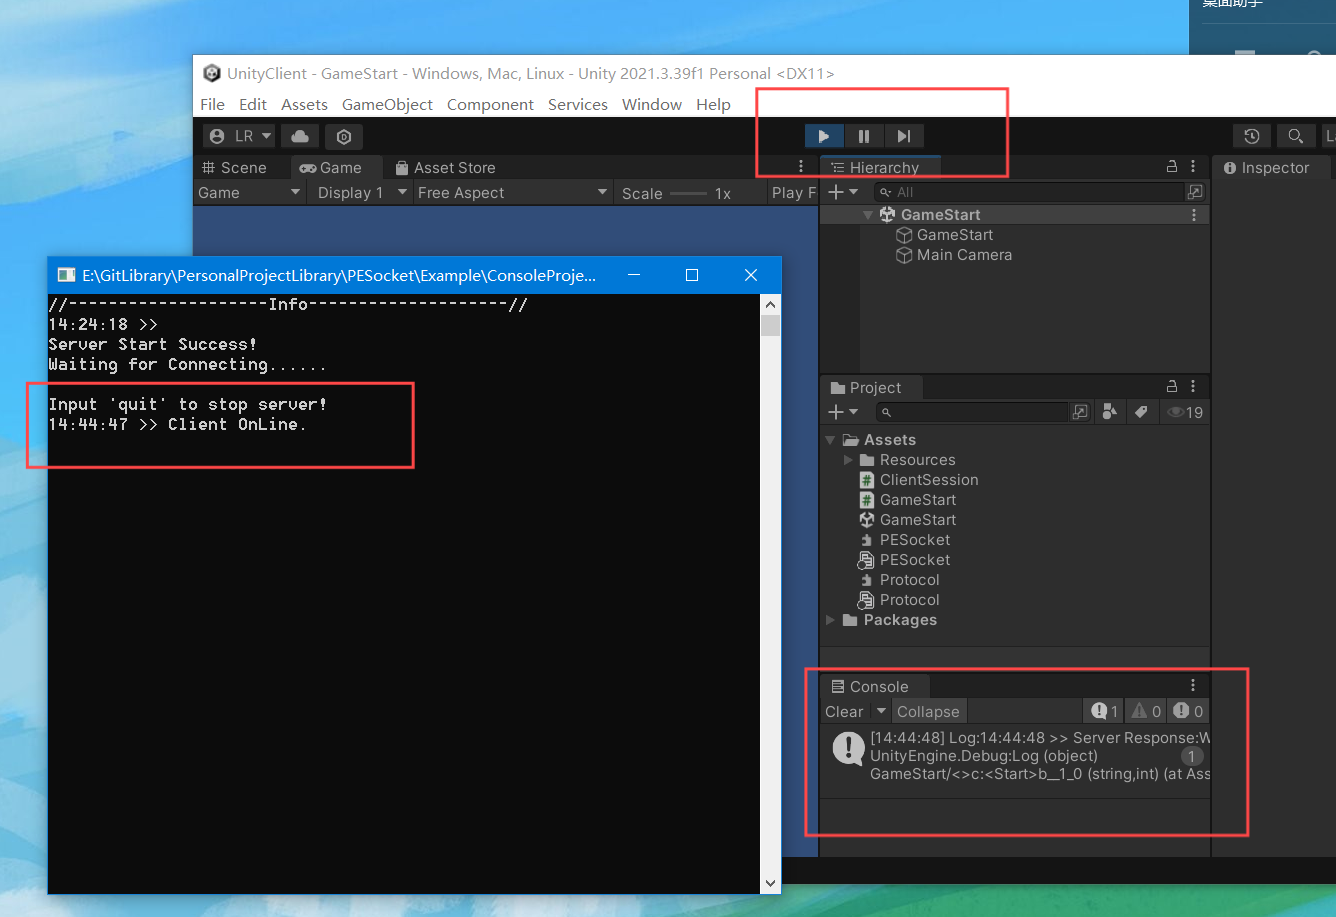 桌面助手
UnityClient - GameStart - Windows, Mac, Linux - Unity 2021.3.39f1 Personal <DX11>
File Edit Assets GameObject Component Services Window Help
LR
Scene Game Asset Store
Game Display 1 Free Aspect Scale 1x Play F
Hierarchy
All
GameStart
GameStart
Main Camera
Inspector
E:\GitLibrary\PersonalProjectLibrary\PESocket\Example\ConsoleProje...
//--------------------Info--------------------//
14:24:18 >>
Server Start Success!
Waiting for Connecting......
Input 'quit' to stop server!
14:44:47 >> Client OnLine.
Project
19
Assets
Resources
ClientSession
GameStart
GameStart
PESocket
PESocket
Protocol
Protocol
Packages
Console
Clear Collapse 1 0 0
[14:44:48] Log:14:44:48 >> Server Response:W
UnityEngine.Debug:Log (object)
1
GameStart/<>c:<Start>b__1_0 (string,int) (at Ass